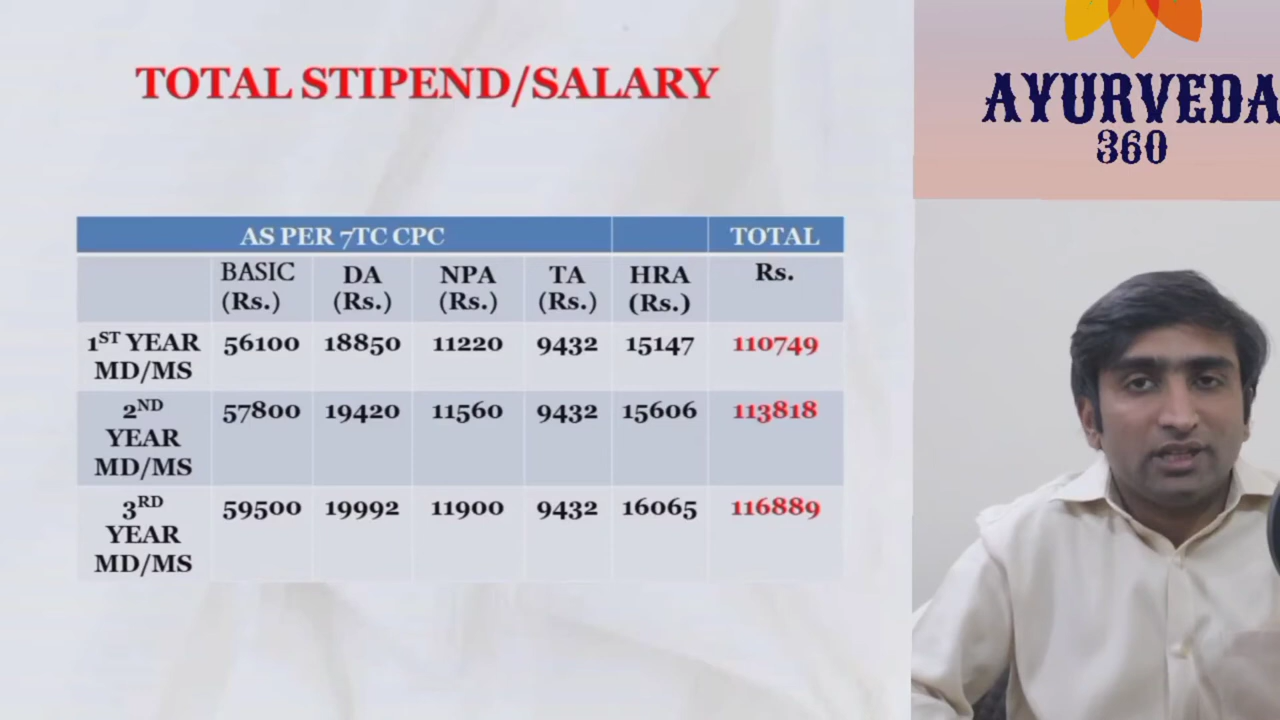 TOTAL STIPEND/SALARY
AYURVEDA
360
AS PER 7TC CPC TOTAL
BASIC (Rs.) DA (Rs.) NPA (Rs.) TA (Rs.) HRA (Rs.) Rs.
1ST YEAR MD/MS 56100 18850 11220 9432 15147 110749
2ND YEAR MD/MS 57800 19420 11560 9432 15606 113818
3RD YEAR MD/MS 59500 19992 11900 9432 16065 116889